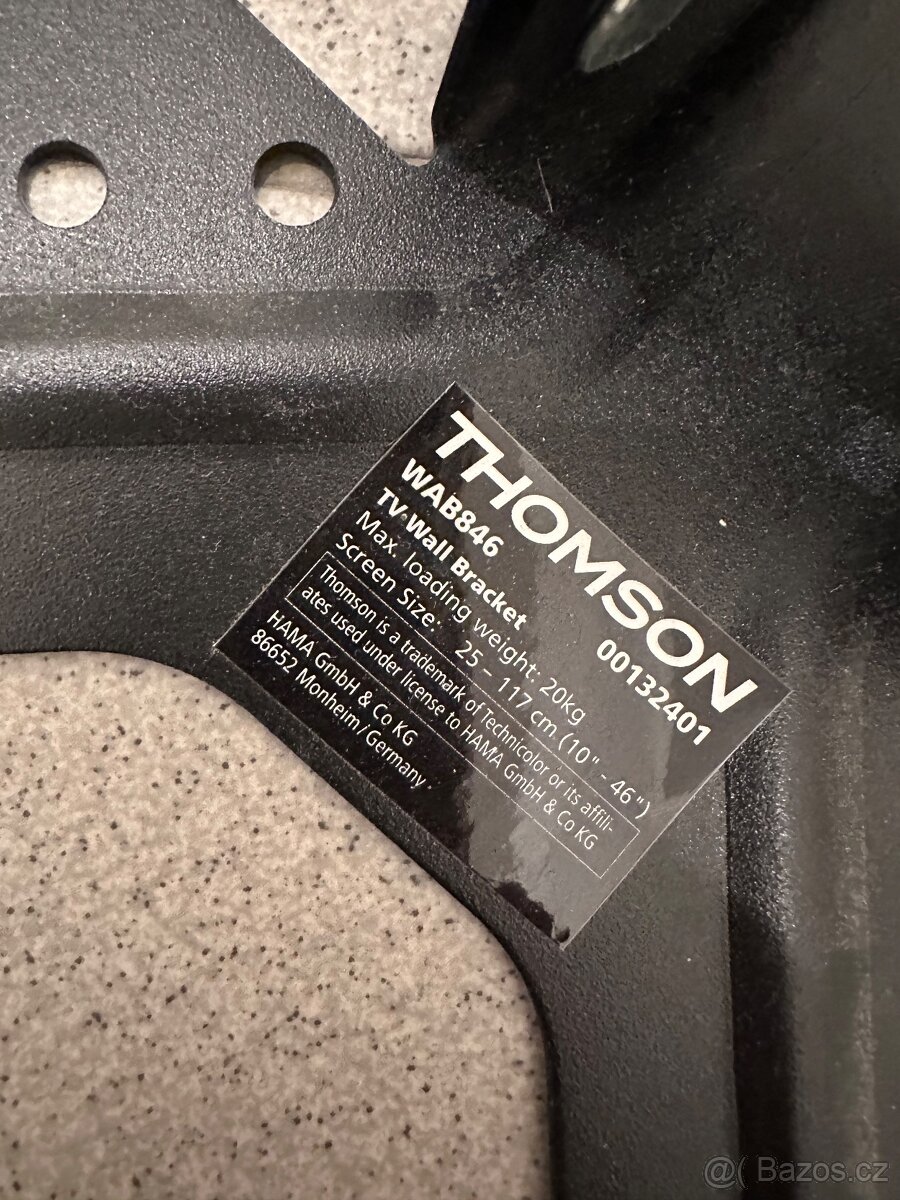 THOMSON
WAB846 00132401
TV Wall Bracket
Max. loading weight: 20kg
Screen Size: 25 – 117 cm (10" - 46")
Thomson is a trademark of Technicolor or its affili-
ates used under license to HAMA GmbH & Co KG
HAMA GmbH & Co KG
86652 Monheim/Germany
@( Bazos.cz